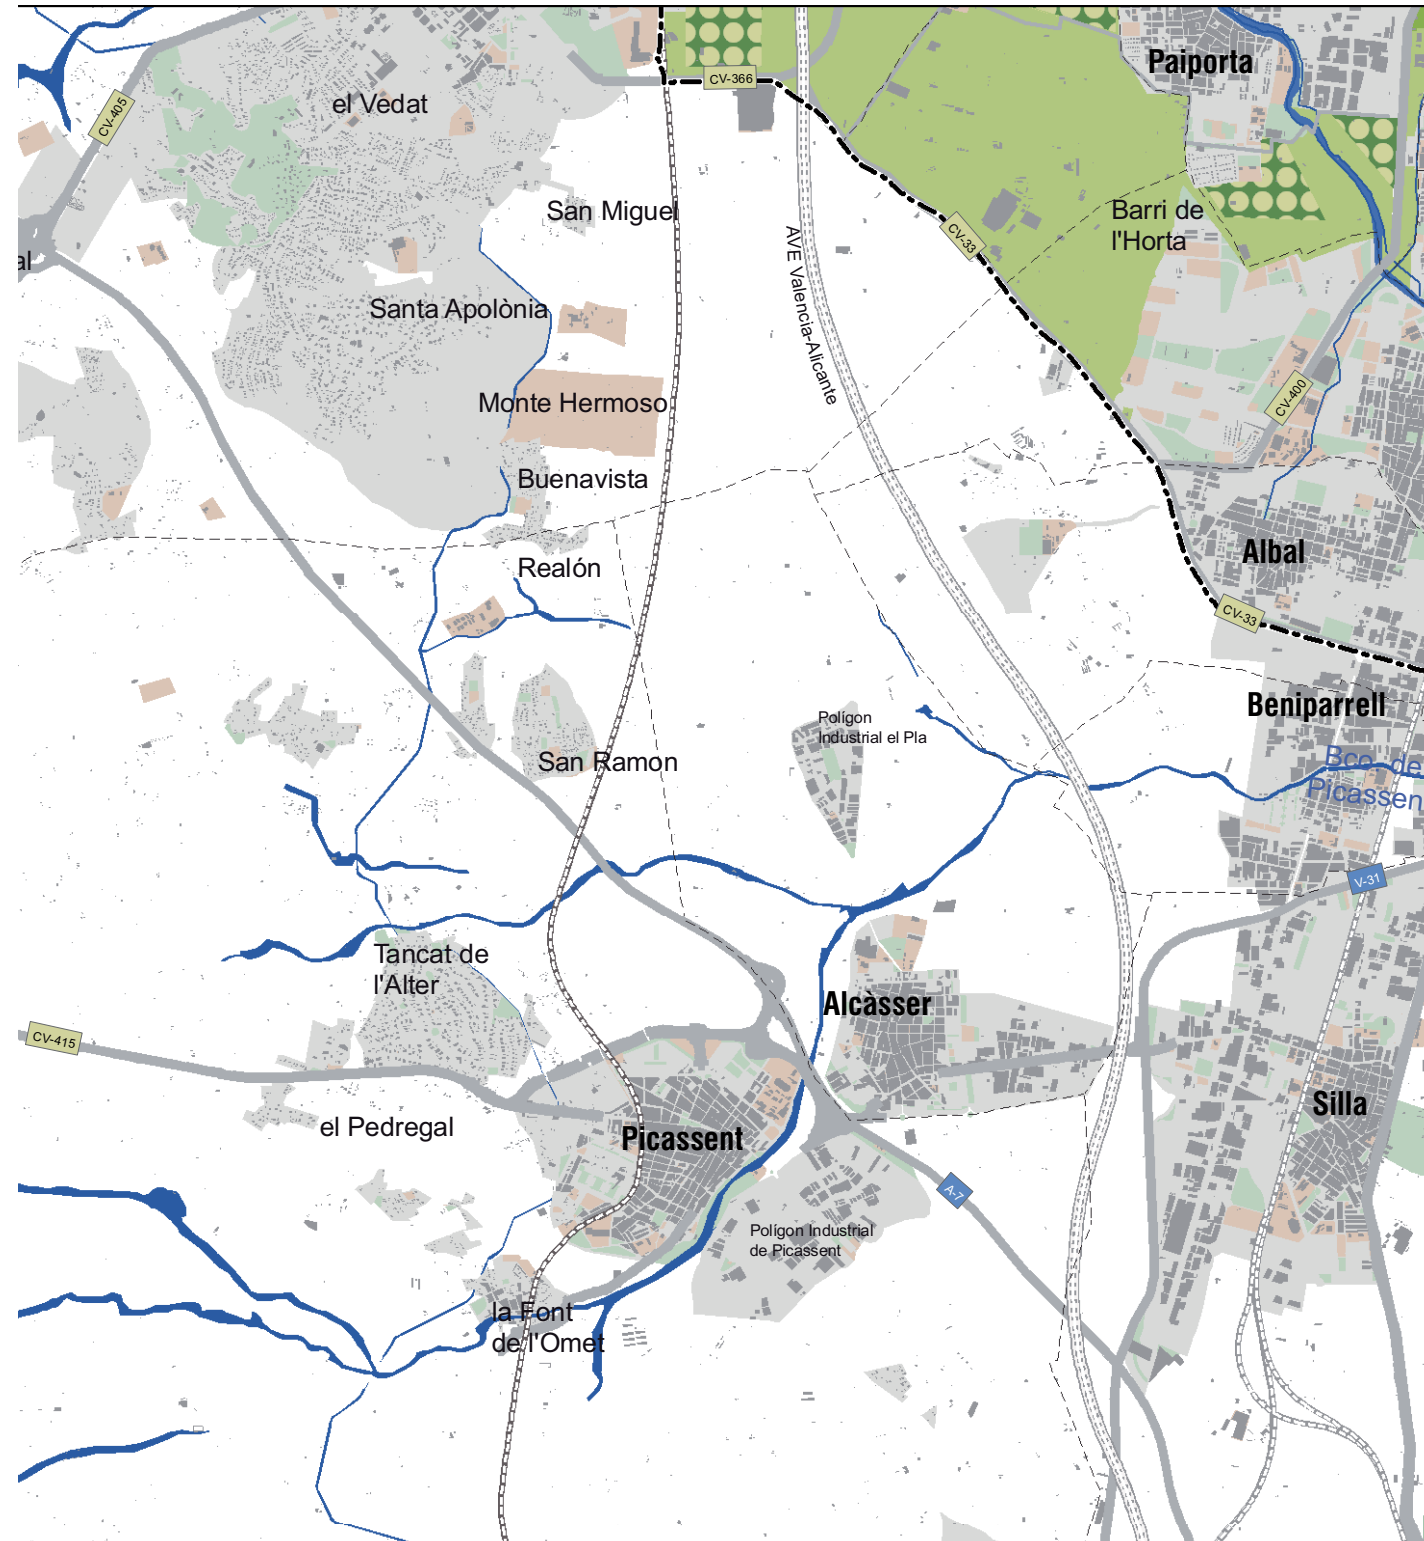 Paiporta
CV-366
el Vedat
CV-405
San Miguel
Barri de
l'Horta
CV-33
al
AVE Valencia-Alicante
Santa Apolònia
Monte Hermoso
CV-400
Buenavista
Albal
Realón
CV-33
Beniparrell
Polígon
Industrial el Pla
San Ramon
Bco. de
Picassen
V-31
Tancat de
l'Alter
Alcàsser
CV-415
Silla
el Pedregal
Picassent
A-7
Polígon Industrial
de Picassent
la Font
de l'Omet